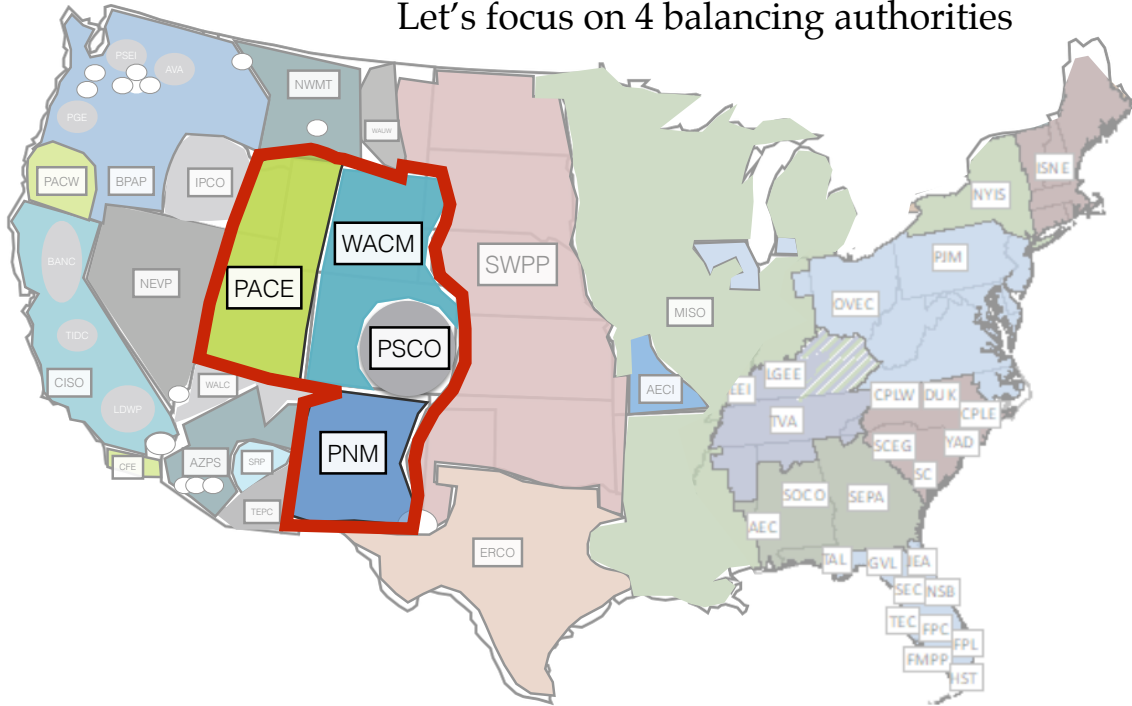 Let's focus on 4 balancing authorities
PSEI
AVA
NWMT
WAUW
PGE
PACW
BPAP
IPCO
ISNE
NYIS
WACM
BANC
NEVP
PACE
SWPP
PJM
OVEC
MISO
TIDC
PSCO
CISO
WALC
LGEE
AECI
EEI
CPLW
DUK
CPLE
LDWP
TVA
SCEG
YAD
PNM
CFE
AZPS
SRP
SC
SOCO
SEPA
TEPC
AEC
ERCO
TAL
GVL
JEA
SEC
NSB
TEC
FPC
FPL
FMPP
HST